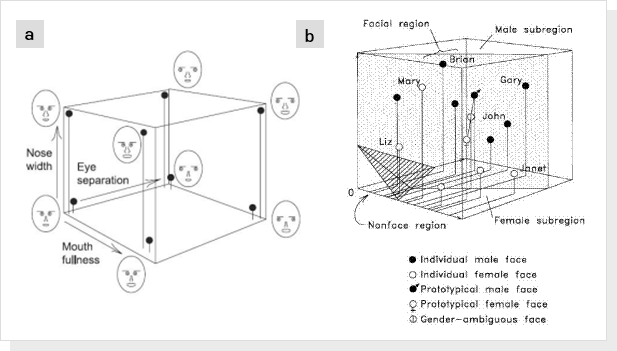 a
Nose
width
Eye
separation
Mouth
fullness
b
Facial region
Male subregion
Brian
Mary
Gary
John
Liz
Janet
0
Nonface region
Female subregion
Individual male face
Individual female face
Prototypical male face
Prototypical female face
Gender-ambiguous face